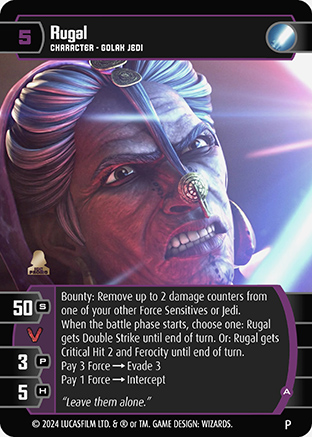 5
Rugal
CHARACTER - GOLAK JEDI
50 S
V
3 P
5 H
Bounty: Remove up to 2 damage counters from
one of your other Force Sensitives or Jedi.
When the battle phase starts, choose one: Rugal
gets Double Strike until end of turn. Or: Rugal gets
Critical Hit 2 and Ferocity until end of turn.
Pay 3 Force → Evade 3
Pay 1 Force → Intercept
"Leave them alone."
A
© 2024 LUCASFILM LTD. & ® or TM. GAME DESIGN: WIZARDS.
P